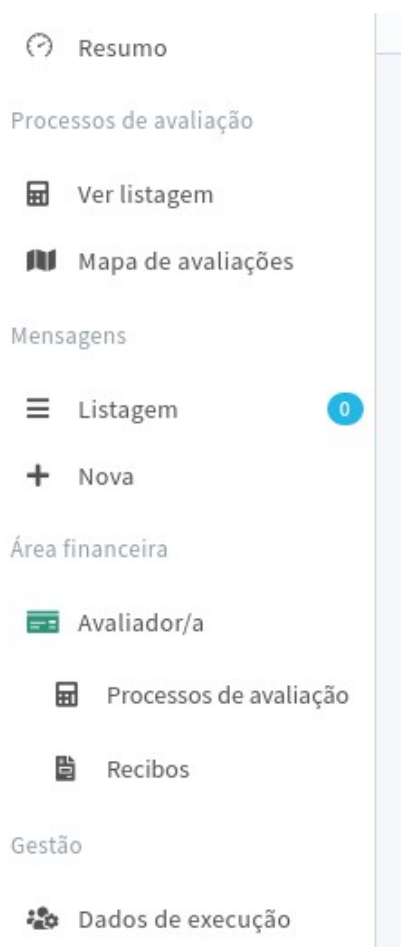 Resumo
Processos de avaliação
Ver listagem
Mapa de avaliações
Mensagens
Listagem 0
Nova
Área financeira
Avaliador/a
Processos de avaliação
Recibos
Gestão
Dados de execução